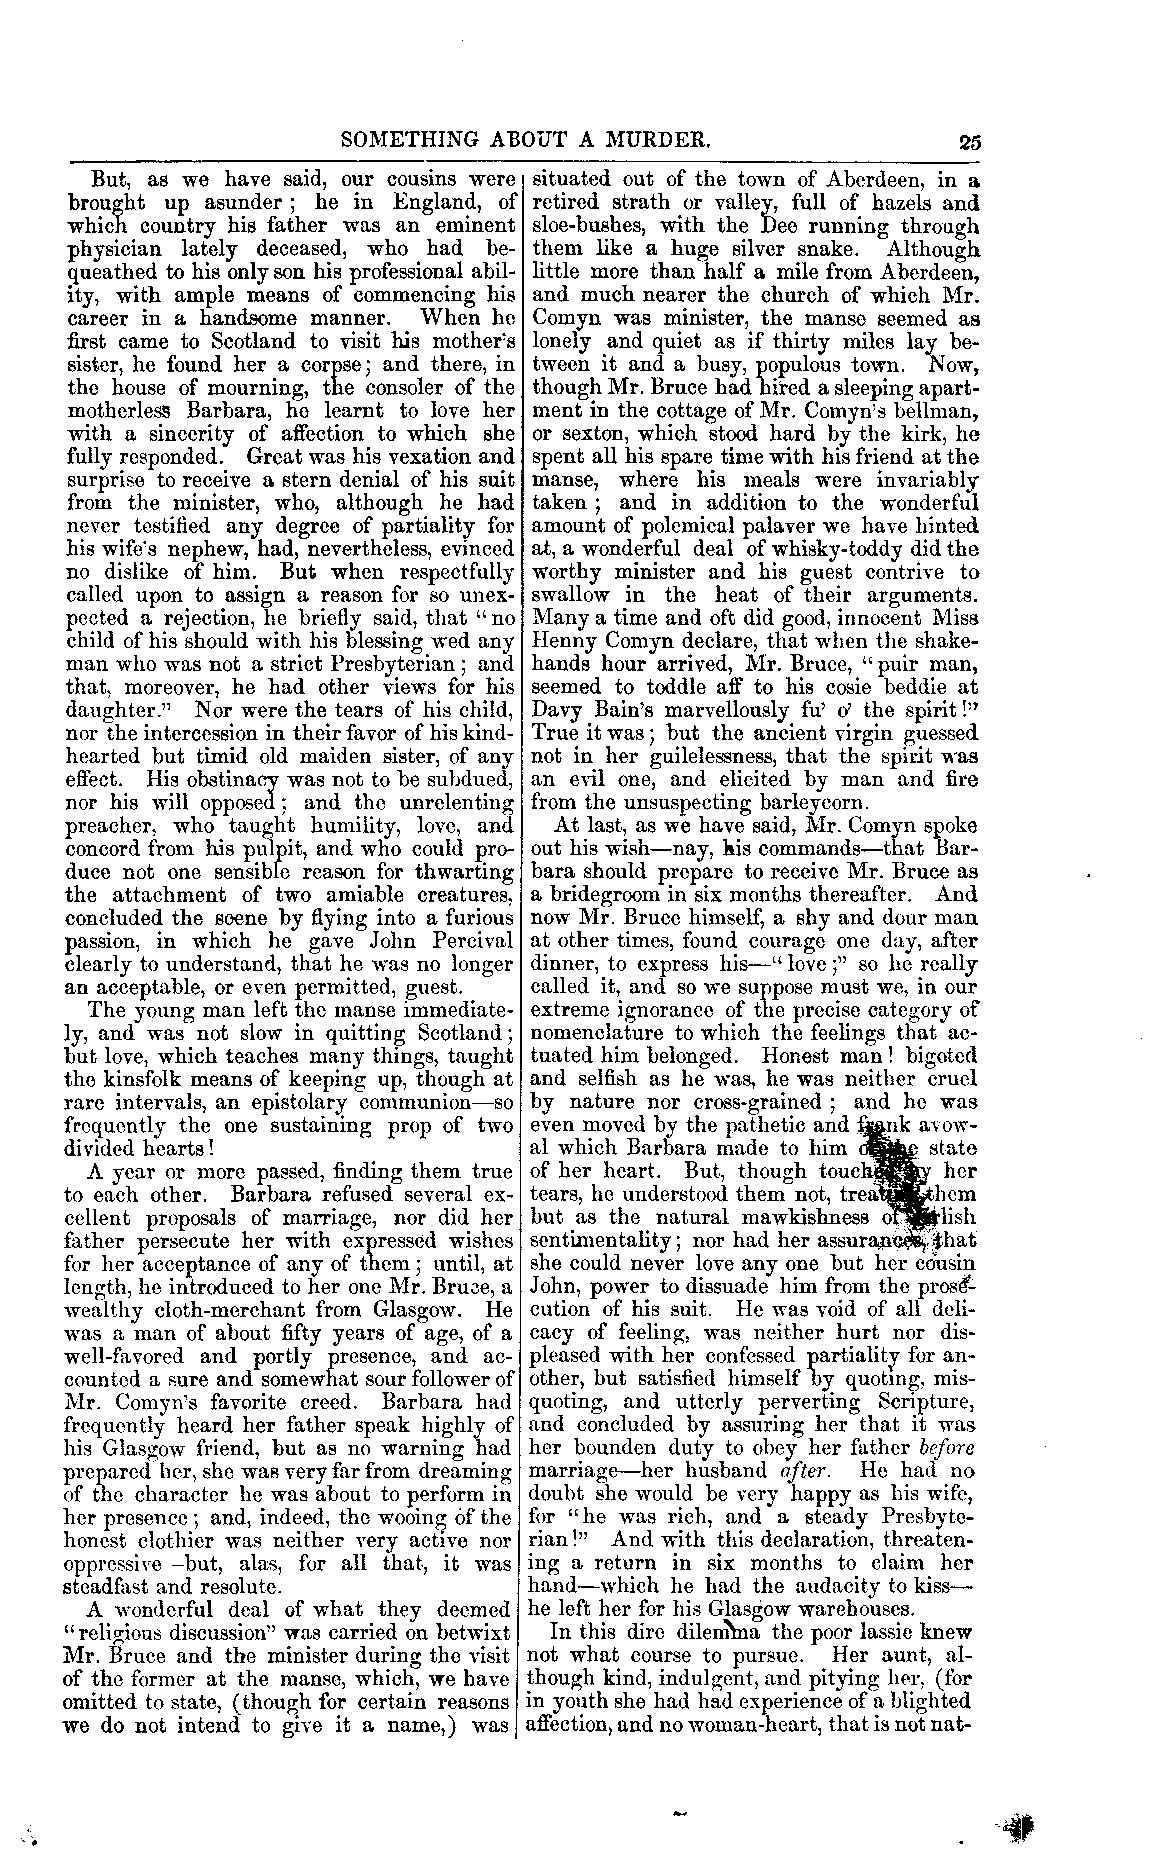 SOMETHING ABOUT A MURDER. 25
But, as we have said, our cousins were
brought up asunder; he in England, of
which country his father was an eminent
physician lately deceased, who had be-
queathed to his only son his professional abil-
ity, with ample means of commencing his
career in a handsome manner. When he
first came to Scotland to visit his mother's
sister, he found her a corpse; and there, in
the house of mourning, the consoler of the
motherless Barbara, he learnt to love her
with a sincerity of affection to which she
fully responded. Great was his vexation and
surprise to receive a stern denial of his suit
from the minister, who, although he had
never testified any degree of partiality for
his wife's nephew, had, nevertheless, evinced
no dislike of him. But when respectfully
called upon to assign a reason for so unex-
pected a rejection, he briefly said, that "no
child of his should with his blessing wed any
man who was not a strict Presbyterian; and
that, moreover, he had other views for his
daughter." Nor were the tears of his child,
nor the intercession in their favor of his kind-
hearted but timid old maiden sister, of any
effect. His obstinacy was not to be subdued,
nor his will opposed; and the unrelenting
preacher, who taught humility, love, and
concord from his pulpit, and who could pro-
duce not one sensible reason for thwarting
the attachment of two amiable creatures,
concluded the scene by flying into a furious
passion, in which he gave John Percival
clearly to understand, that he was no longer
an acceptable, or even permitted, guest.
The young man left the manse immediate-
ly, and was not slow in quitting Scotland;
but love, which teaches many things, taught
the kinsfolk means of keeping up, though at
rare intervals, an epistolary communion—so
frequently the one sustaining prop of two
divided hearts!
A year or more passed, finding them true
to each other. Barbara refused several ex-
cellent proposals of marriage, nor did her
father persecute her with expressed wishes
for her acceptance of any of them; until, at
length, he introduced to her one Mr. Bruce, a
wealthy cloth-merchant from Glasgow. He
was a man of about fifty years of age, of a
well-favored and portly presence, and ac-
counted a sure and somewhat sour follower of
Mr. Comyn's favorite creed. Barbara had
frequently heard her father speak highly of
his Glasgow friend, but as no warning had
prepared her, she was very far from dreaming
of the character he was about to perform in
her presence; and, indeed, the wooing of the
honest clothier was neither very active nor
oppressive—but, alas, for all that, it was
steadfast and resolute.
A wonderful deal of what they deemed
"religious discussion" was carried on betwixt
Mr. Bruce and the minister during the visit
of the former at the manse, which, we have
omitted to state, (though for certain reasons
we do not intend to give it a name,) was
situated out of the town of Aberdeen, in a
retired strath or valley, full of hazels and
sloe-bushes, with the Dee running through
them like a huge silver snake. Although
little more than half a mile from Aberdeen,
and much nearer the church of which Mr.
Comyn was minister, the manse seemed as
lonely and quiet as if thirty miles lay be-
tween it and a busy, populous town. Now,
though Mr. Bruce had hired a sleeping apart-
ment in the cottage of Mr. Comyn's bellman,
or sexton, which stood hard by the kirk, he
spent all his spare time with his friend at the
manse, where his meals were invariably
taken; and in addition to the wonderful
amount of polemical palaver we have hinted
at, a wonderful deal of whisky-toddy did the
worthy minister and his guest contrive to
swallow in the heat of their arguments.
Many a time and oft did good, innocent Miss
Henny Comyn declare, that when the shake-
hands hour arrived, Mr. Bruce, "puir man,
seemed to toddle aff to his cosie beddie at
Davy Bain's marvellously fu' o' the spirit!"
True it was; but the ancient virgin guessed
not in her guilelessness, that the spirit was
an evil one, and elicited by man and fire
from the unsuspecting barleycorn.
At last, as we have said, Mr. Comyn spoke
out his wish—nay, his commands—that Bar-
bara should prepare to receive Mr. Bruce as
a bridegroom in six months thereafter. And
now Mr. Bruce himself, a shy and dour man
at other times, found courage one day, after
dinner, to express his—"love;" so he really
called it, and so we suppose must we, in our
extreme ignorance of the precise category of
nomenclature to which the feelings that ac-
tuated him belonged. Honest man! bigoted
and selfish as he was, he was neither cruel
by nature nor cross-grained; and he was
even moved by the pathetic and frank avow-
al which Barbara made to him of the state
of her heart. But, though touched by her
tears, he understood them not, treating them
but as the natural mawkishness of
sentimentality; nor had her assurances, that
she could never love any one but her cousin
John, power to dissuade him from the prose-
cution of his suit. He was void of all deli-
cacy of feeling, was neither hurt nor dis-
pleased with her confessed partiality for an-
other, but satisfied himself by quoting, mis-
quoting, and utterly perverting Scripture,
and concluded by assuring her that it was
her bounden duty to obey her father before
marriage—her husband after. He had no
doubt she would be very happy as his wife,
for "he was rich, and a steady Presbyte-
rian!" And with this declaration, threaten-
ing a return in six months to claim her
hand—which he had the audacity to kiss—
he left her for his Glasgow warehouses.
In this dire dilemma the poor lassie knew
not what course to pursue. Her aunt, al-
though kind, indulgent, and pitying her, (for
in youth she had had experience of a blighted
affection, and no woman-heart, that is not nat-